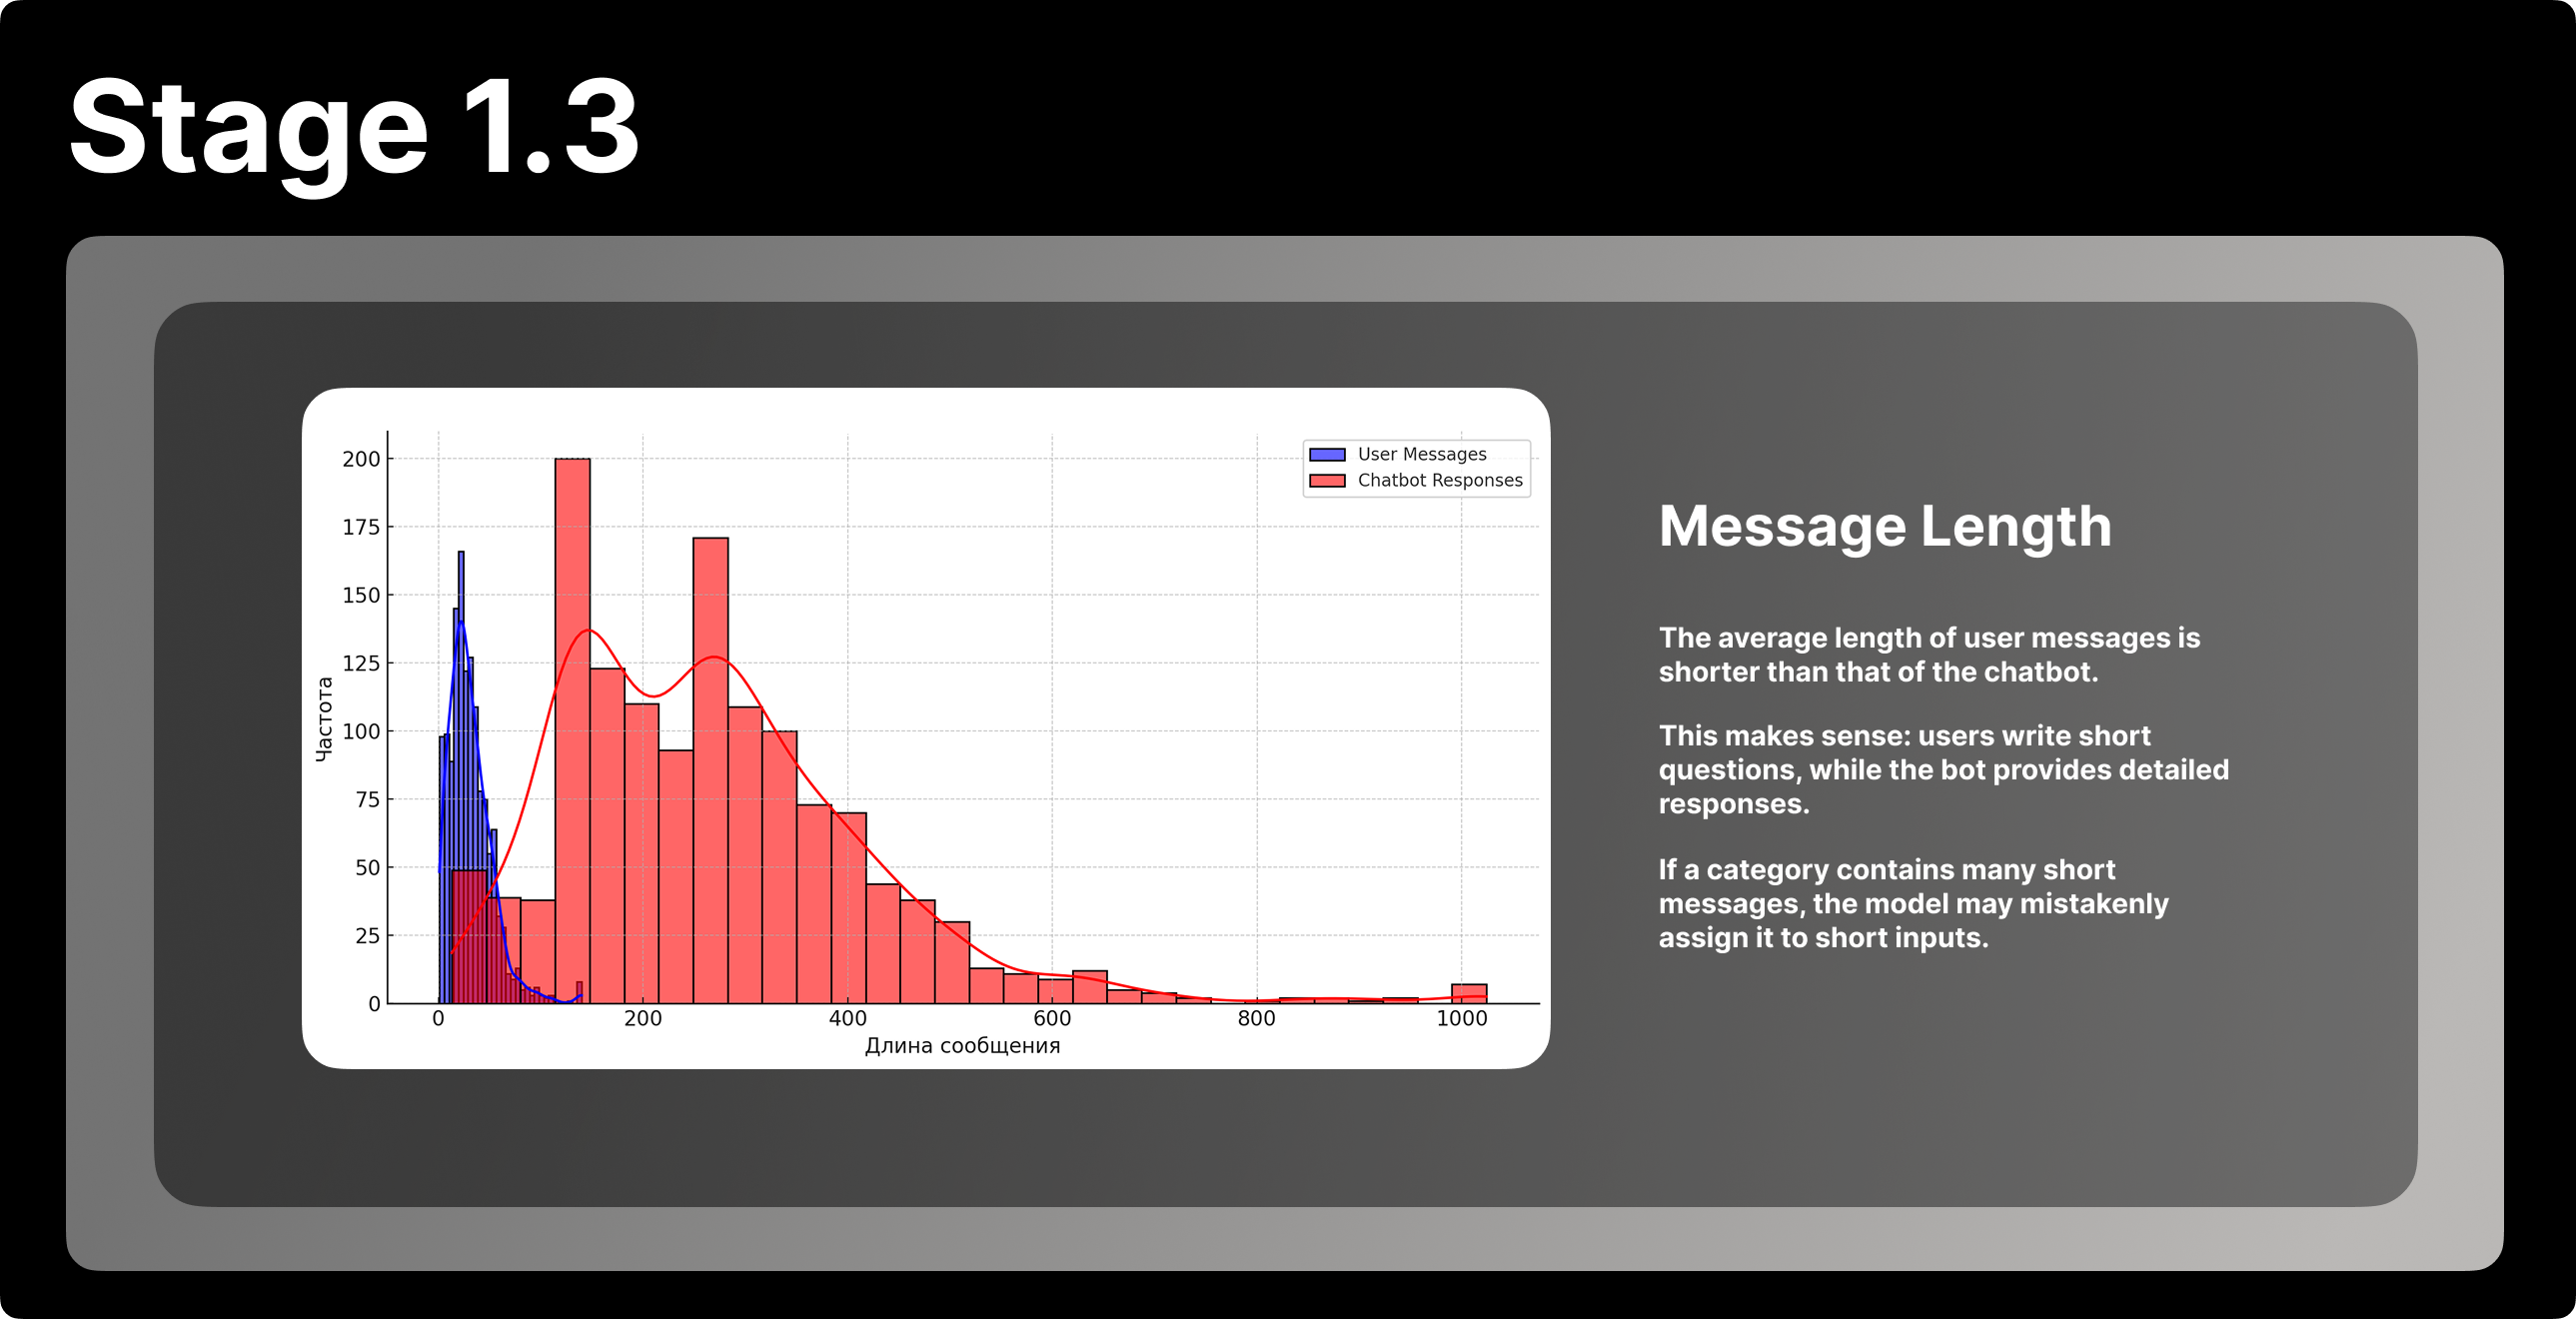 Stage 1.3
200
175
150
125
100
75
50
25
0
Частота
0 200 400 600 800 1000
Длина сообщения
User Messages
Chatbot Responses
Message Length
The average length of user messages is
shorter than that of the chatbot.
This makes sense: users write short
questions, while the bot provides detailed
responses.
If a category contains many short
messages, the model may mistakenly
assign it to short inputs.